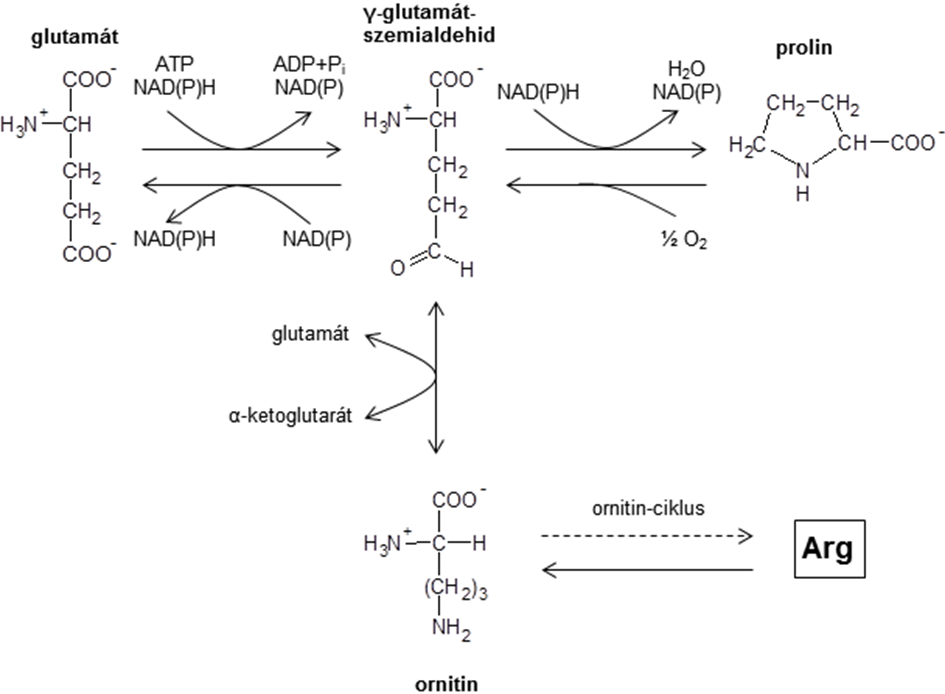 glutamát
γ-glutamát-
szemialdehid
prolin
ATP
NAD(P)H
ADP+Pi
NAD(P)
NAD(P)H
H2O
NAD(P)
COO-
H3N+
CH
CH2
CH2
COO-
COO-
H3N+
CH
CH2
CH2
C
O
H
CH2
CH2
H2C
CH
COO-
N
H
NAD(P)H
NAD(P)
½ O2
glutamát
α-ketoglutarát
COO-
H3N+
C
H
(CH2)3
NH2
ornitin-ciklus
Arg
ornitin